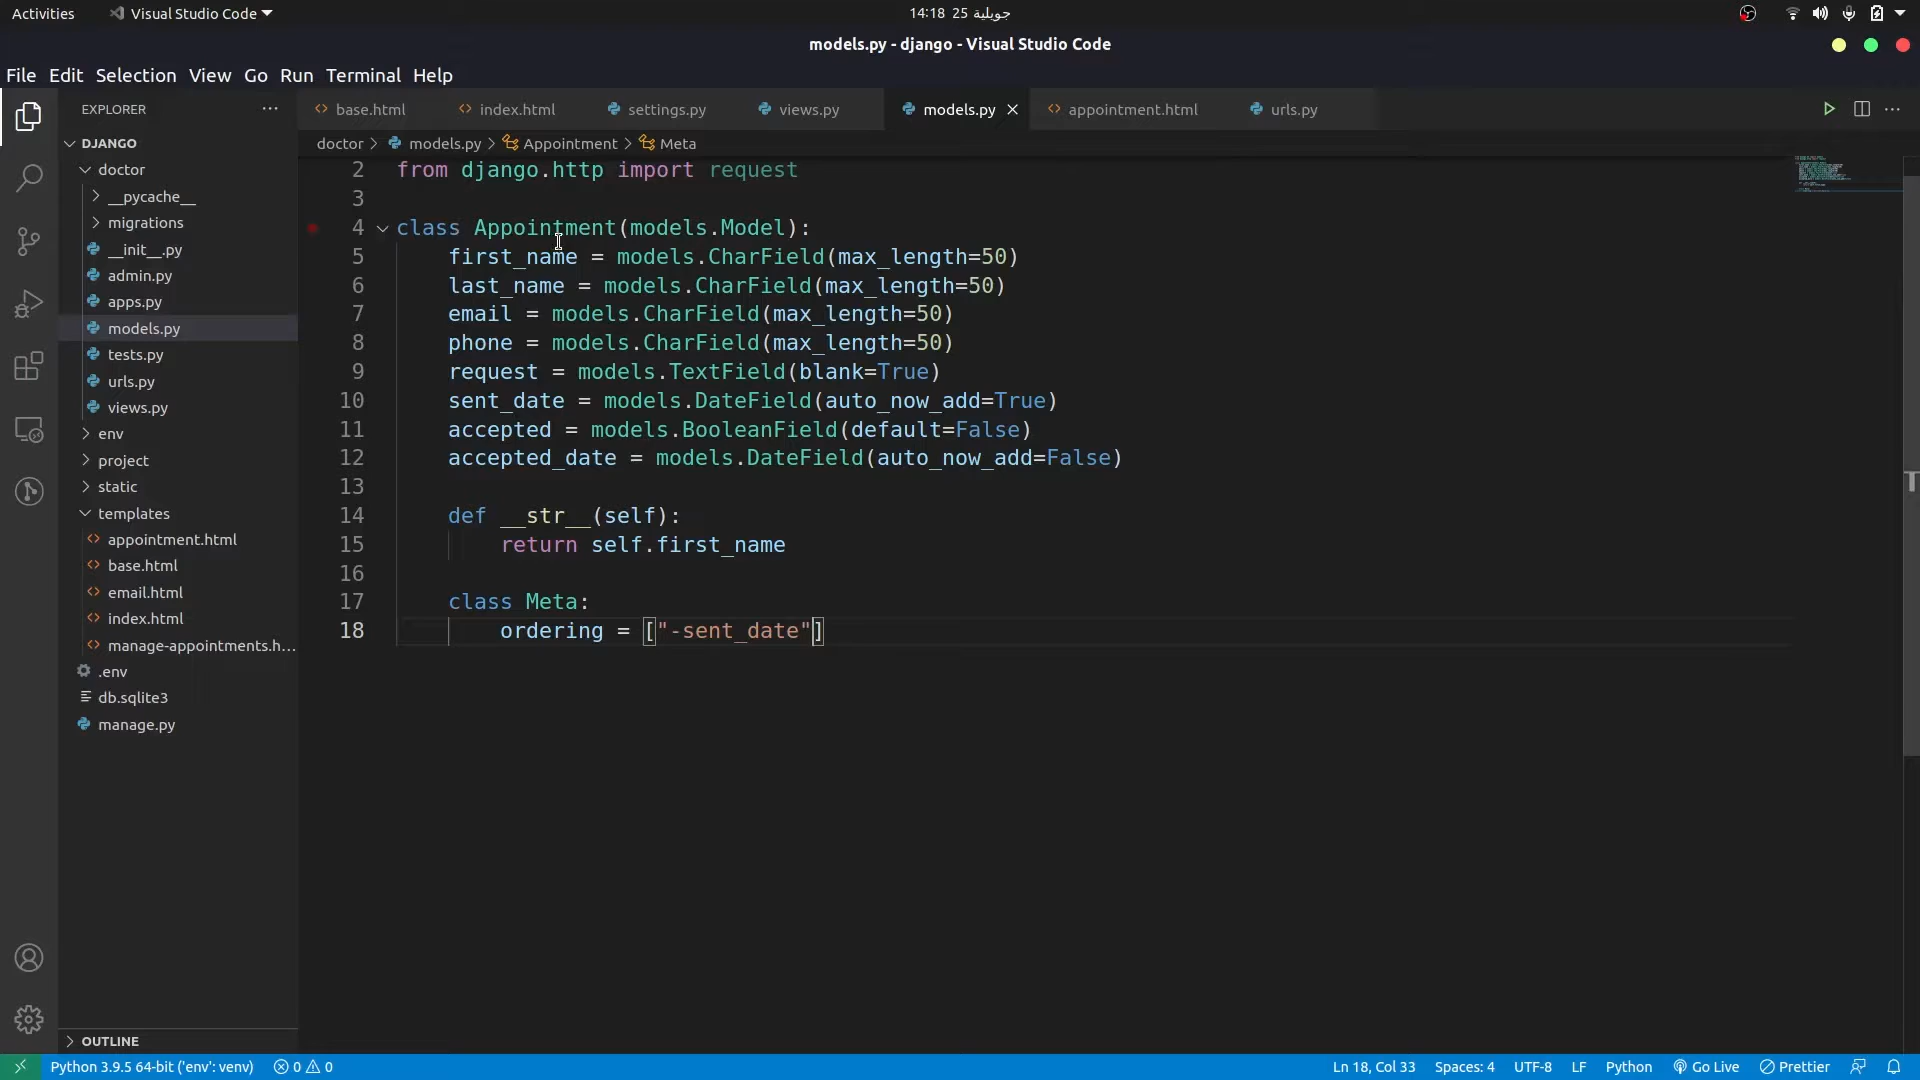 Activities
Visual Studio Code
14:18 25 جويلية
models.py - django - Visual Studio Code
File Edit Selection View Go Run Terminal Help
EXPLORER
DJANGO
doctor
__pycache__
migrations
__init__.py
admin.py
apps.py
models.py
tests.py
urls.py
views.py
env
project
static
templates
appointment.html
base.html
email.html
index.html
manage-appointments.h...
.env
db.sqlite3
manage.py
OUTLINE
base.html index.html settings.py views.py models.py appointment.html urls.py
doctor > models.py > Appointment > Meta
2 from django.http import request
3
4 class Appointment(models.Model):
5 first_name = models.CharField(max_length=50)
6 last_name = models.CharField(max_length=50)
7 email = models.CharField(max_length=50)
8 phone = models.CharField(max_length=50)
9 request = models.TextField(blank=True)
10 sent_date = models.DateField(auto_now_add=True)
11 accepted = models.BooleanField(default=False)
12 accepted_date = models.DateField(auto_now_add=False)
13
14 def __str__(self):
15 return self.first_name
16
17 class Meta:
18 ordering = ["-sent_date"]
Python 3.9.5 64-bit ('env': venv) 0 0 Ln 18, Col 33 Spaces: 4 UTF-8 LF Python Go Live Prettier